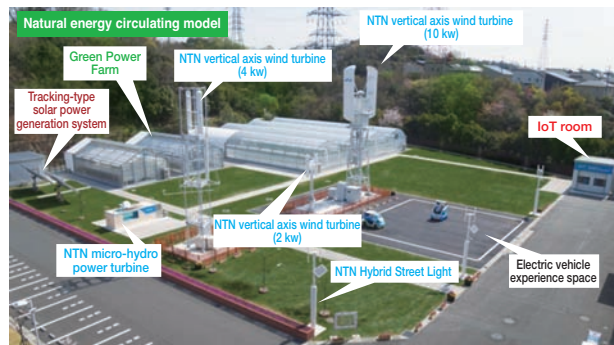 Natural energy circulating model
NTN vertical axis wind turbine
(10 kw)
Green Power
Farm
NTN vertical axis wind turbine
(4 kw)
Tracking-type
solar power
generation system
IoT room
NTN vertical axis wind turbine
(2 kw)
NTN micro-hydro
power turbine
NTN Hybrid Street Light
Electric vehicle
experience space